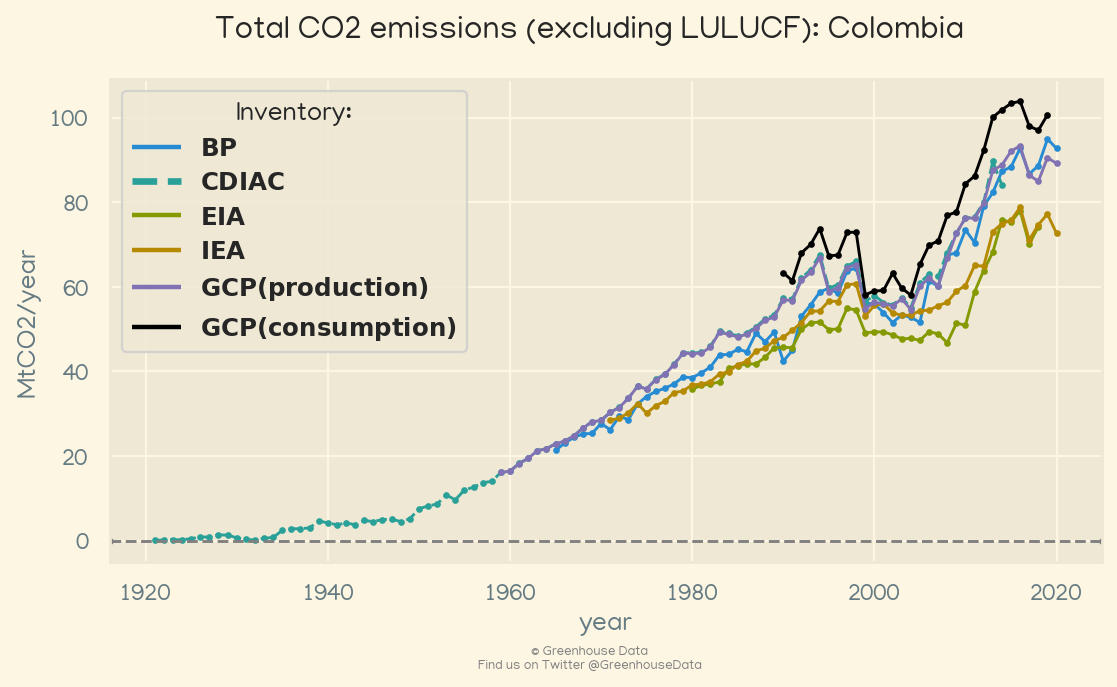 Total CO2 emissions (excluding LULUCF): Colombia
Inventory:
BP
CDIAC
EIA
IEA
GCP(production)
GCP(consumption)
MtCO2/year
100
80
60
40
20
0
1920
1940
1960
1980
2000
2020
year
© Greenhouse Data
Find us on Twitter @GreenhouseData